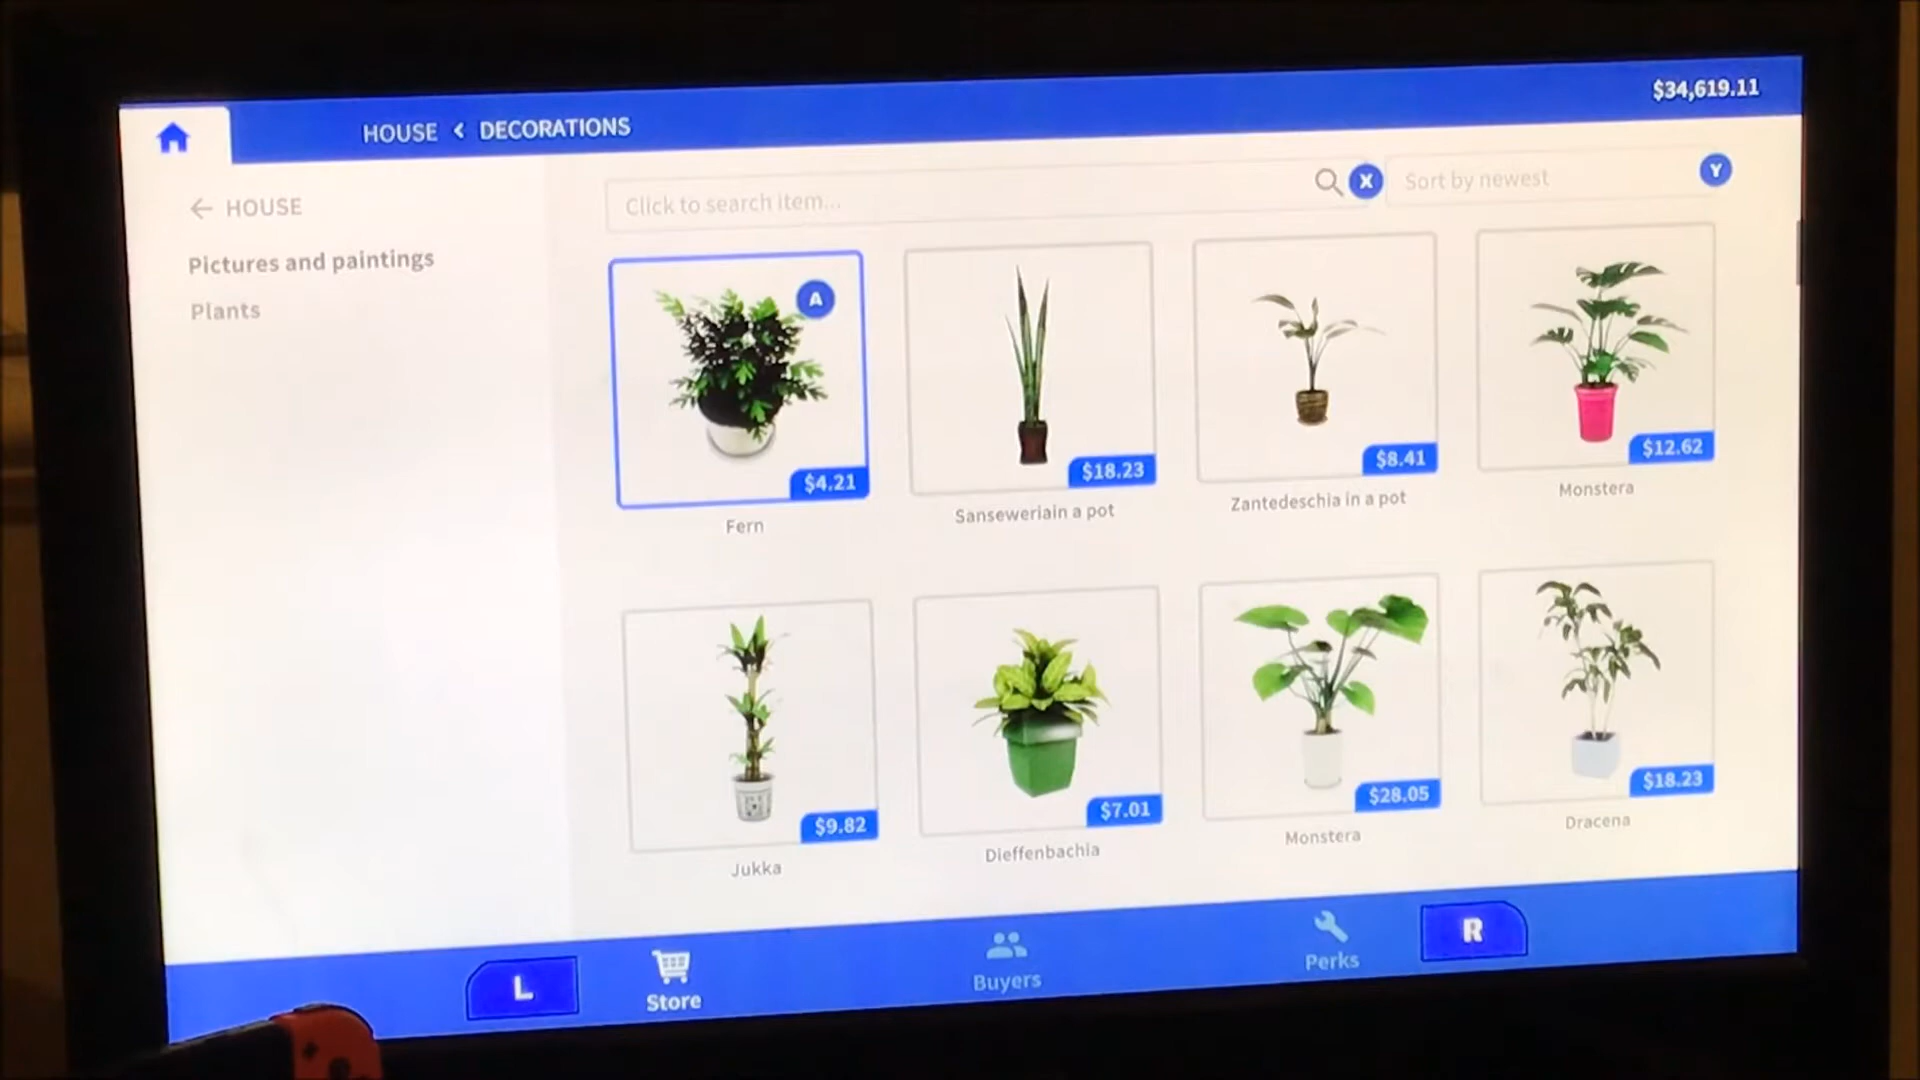 $34,619.11
HOUSE < DECORATIONS
← HOUSE
Pictures and paintings
Plants
Click to search item...
X
Sort by newest
Y
A
$4.21
$18.23
$8.41
$12.62
Fern
Sanseweriain a pot
Zantedeschia in a pot
Monstera
$9.82
$7.01
$28.05
$18.23
Jukka
Dieffenbachia
Monstera
Dracena
L
Store
Buyers
Perks
R